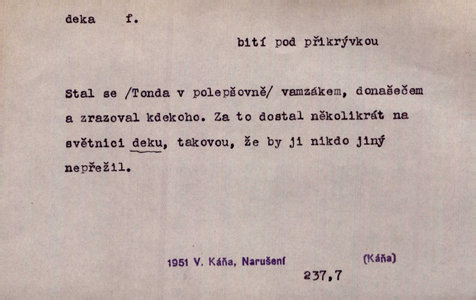 deka f.
bití pod přikrývkou
Stal se /Tonda v polepšovně/ vamzákem, donašečem
a zrazoval kdekoho. Za to dostal několikrát na
světnici deku, takovou, že by ji nikdo jiný
nepřežil.
1951 V. Káňa, Narušení (Káňa)
237,7